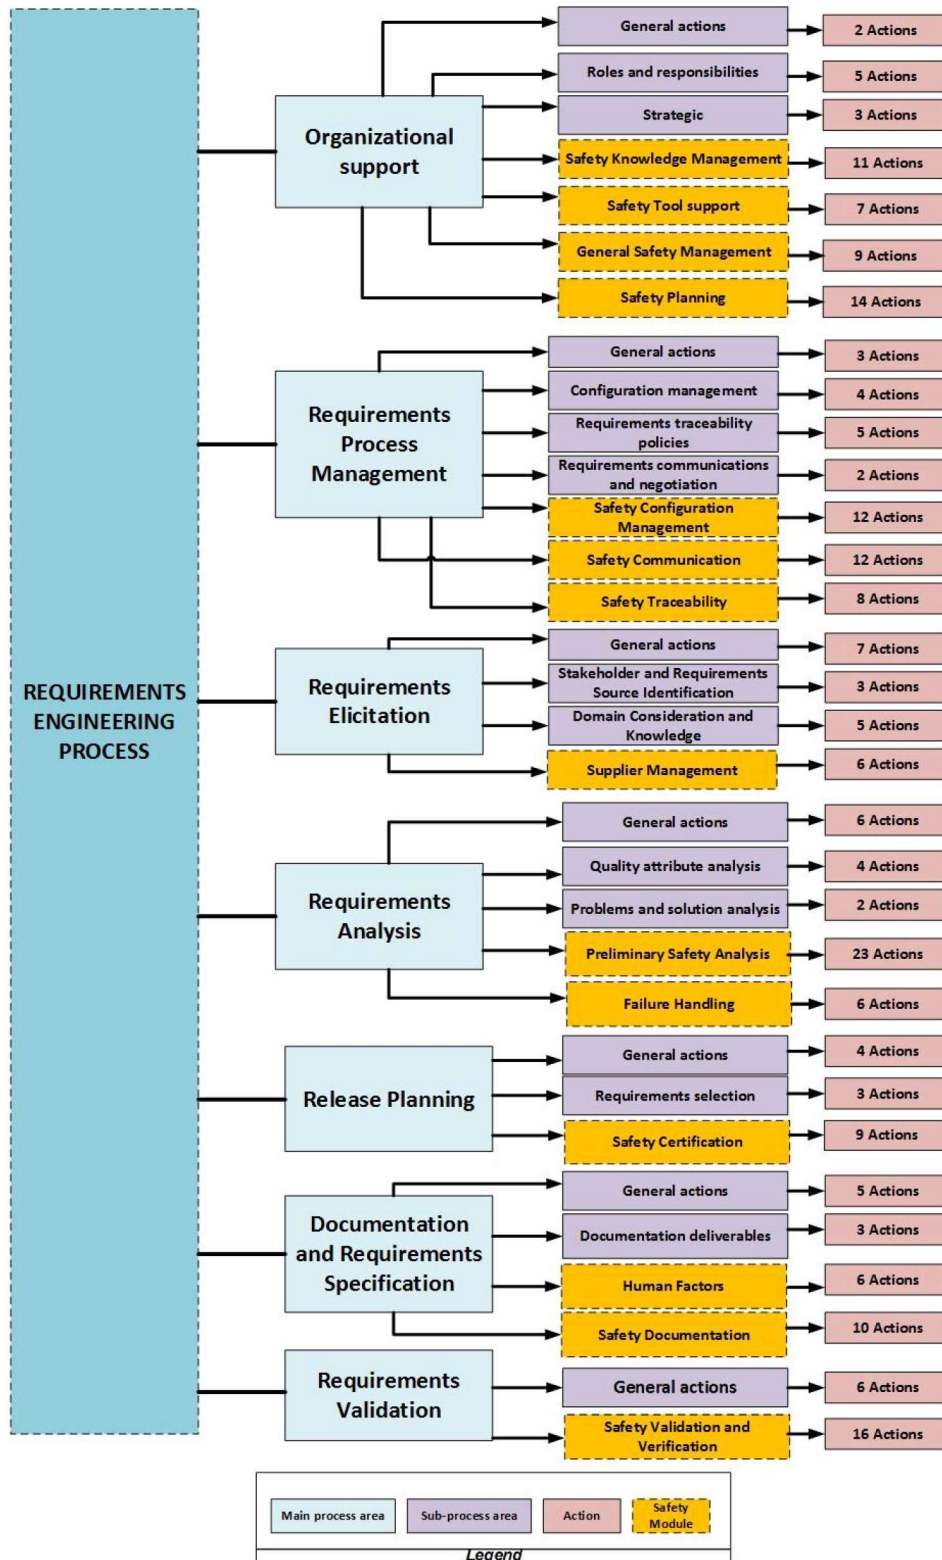 REQUIREMENTS
ENGINEERING
PROCESS
Organizational
support
General actions
2 Actions
Roles and responsibilities
5 Actions
Strategic
3 Actions
Safety Knowledge Management
11 Actions
Safety Tool support
7 Actions
General Safety Management
9 Actions
Safety Planning
14 Actions
Requirements
Process
Management
General actions
3 Actions
Configuration management
4 Actions
Requirements traceability
policies
5 Actions
Requirements communications
and negotiation
2 Actions
Safety Configuration
Management
12 Actions
Safety Communication
12 Actions
Safety Traceability
8 Actions
Requirements
Elicitation
General actions
7 Actions
Stakeholder and Requirements
Source Identification
3 Actions
Domain Consideration and
Knowledge
5 Actions
Supplier Management
6 Actions
Requirements
Analysis
General actions
6 Actions
Quality attribute analysis
4 Actions
Problems and solution analysis
2 Actions
Preliminary Safety Analysis
23 Actions
Failure Handling
6 Actions
Release Planning
General actions
4 Actions
Requirements selection
3 Actions
Safety Certification
9 Actions
Documentation
and Requirements
Specification
General actions
5 Actions
Documentation deliverables
3 Actions
Human Factors
6 Actions
Safety Documentation
10 Actions
Requirements
Validation
General actions
6 Actions
Safety Validation and
Verification
16 Actions
Main process area
Sub-process area
Action
Safety
Module
Legend